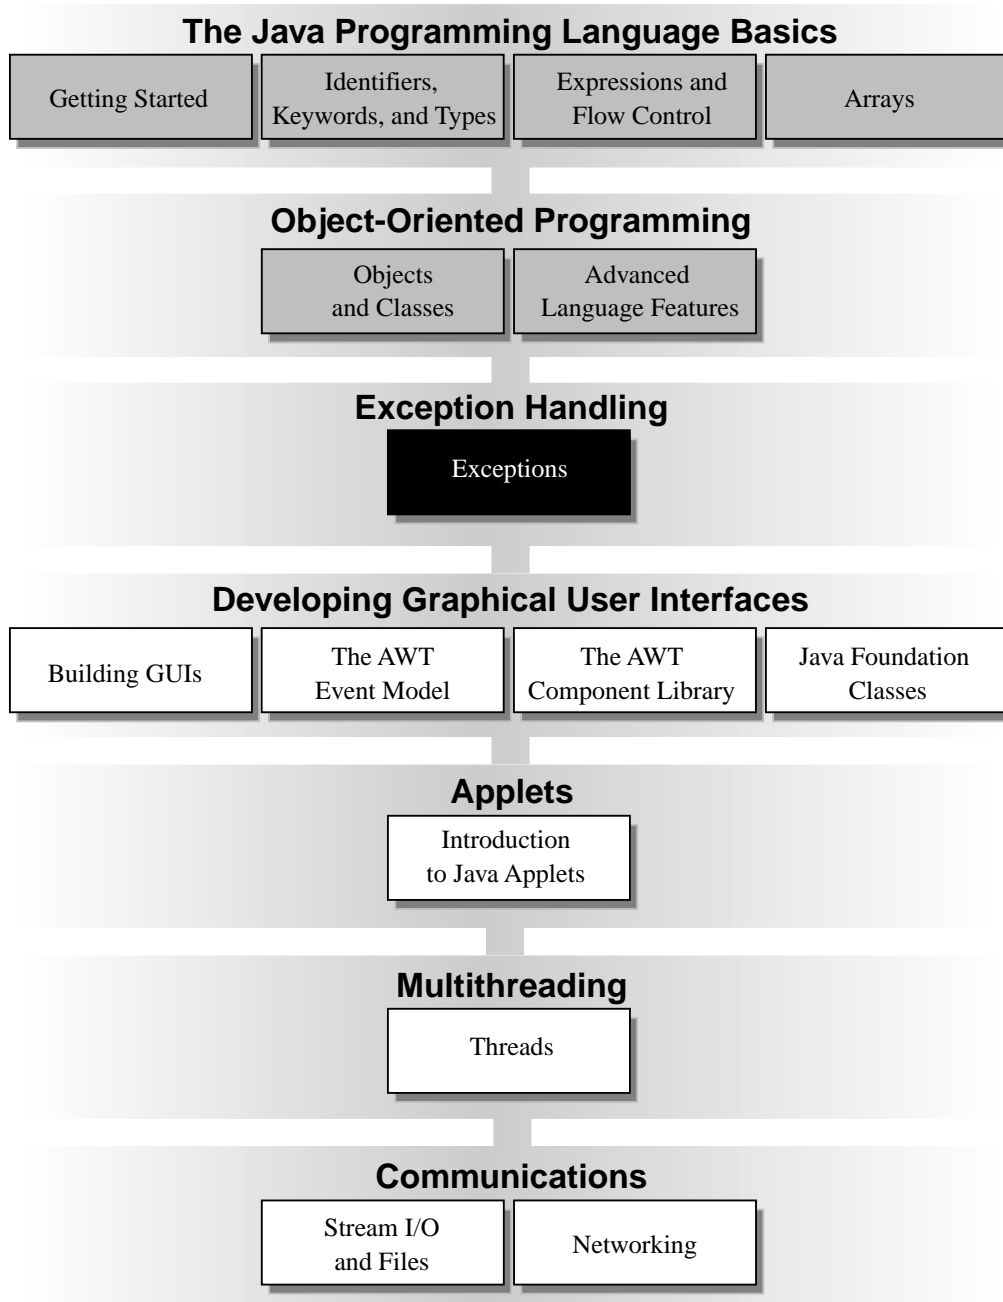 The Java Programming Language Basics
Getting Started
Identifiers,
Keywords, and Types
Expressions and
Flow Control
Arrays
Object-Oriented Programming
Objects
and Classes
Advanced
Language Features
Exception Handling
Exceptions
Developing Graphical User Interfaces
Building GUIs
The AWT
Event Model
The AWT
Component Library
Java Foundation
Classes
Applets
Introduction
to Java Applets
Multithreading
Threads
Communications
Stream I/O
and Files
Networking